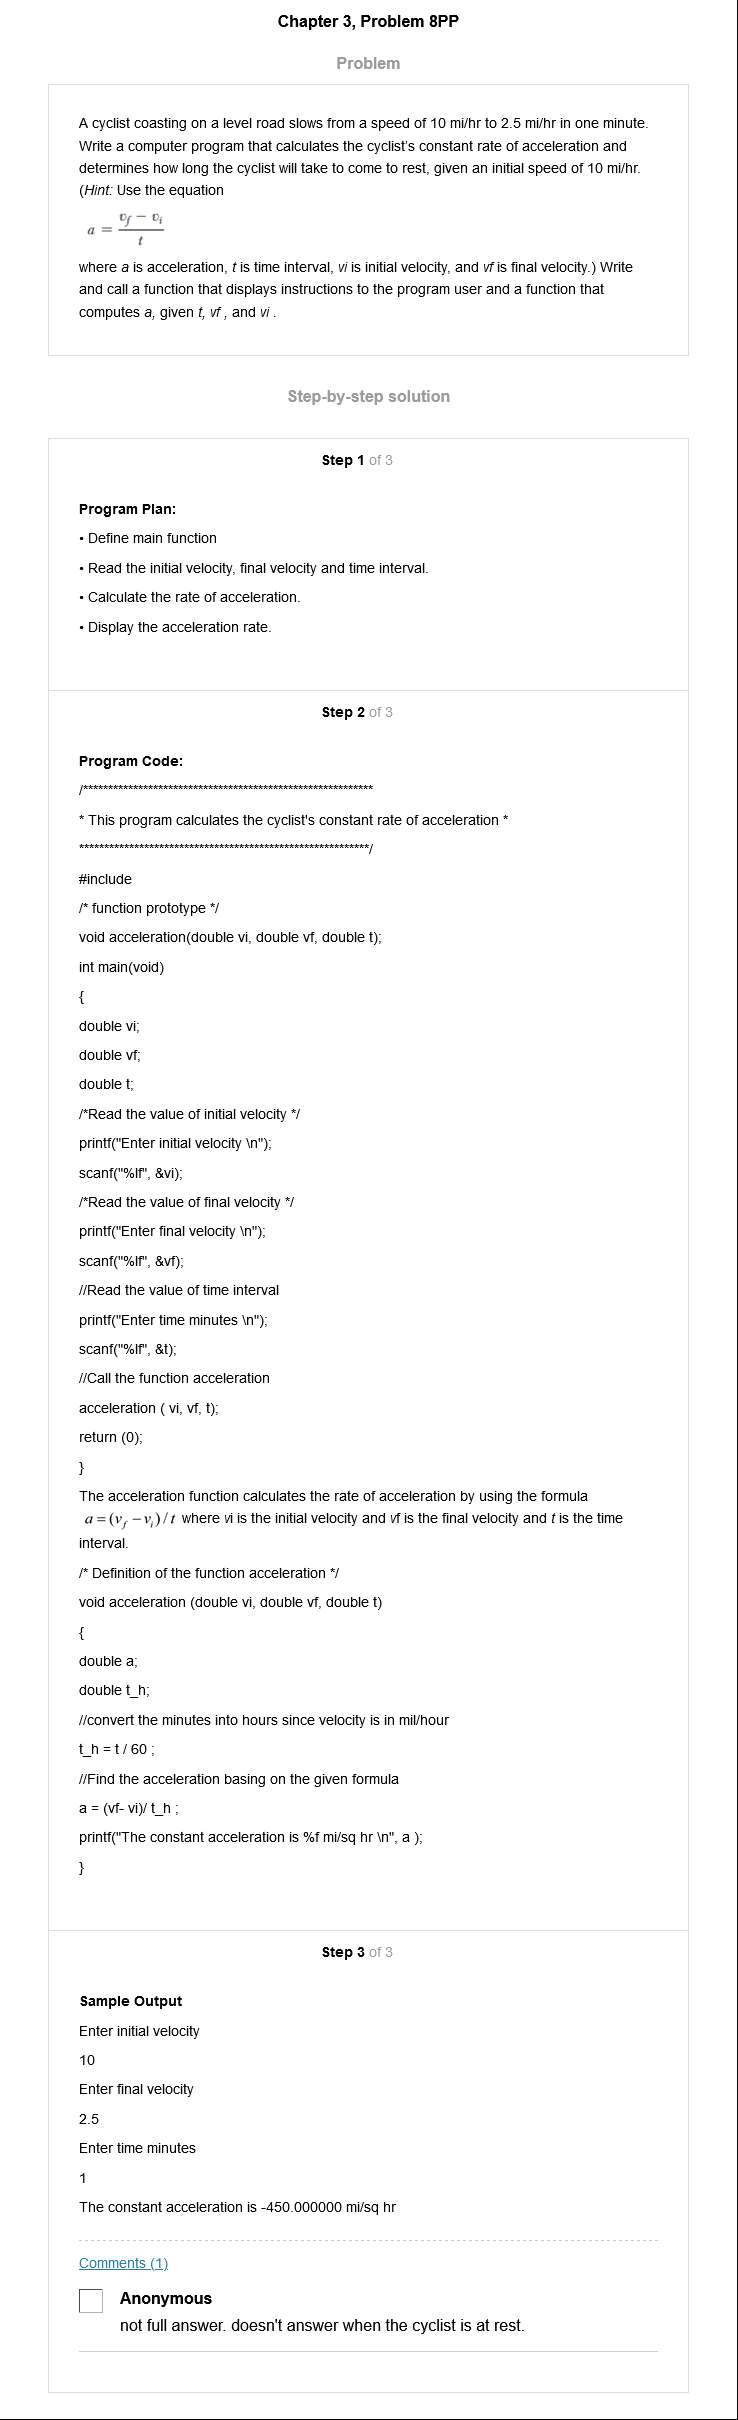 Chapter 3, Problem 8PP
Problem
A cyclist coasting on a level road slows from a speed of 10 mi/hr to 2.5 mi/hr in one minute.
Write a computer program that calculates the cyclist's constant rate of acceleration and
determines how long the cyclist will take to come to rest, given an initial speed of 10 mi/hr.
(Hint: Use the equation
a = (vf − vi) / t
where a is acceleration, t is time interval, vi is initial velocity, and vf is final velocity.) Write
and call a function that displays instructions to the program user and a function that
computes a, given t, vf , and vi .
Step-by-step solution
Step 1 of 3
Program Plan:
• Define main function
• Read the initial velocity, final velocity and time interval.
• Calculate the rate of acceleration.
• Display the acceleration rate.
Step 2 of 3
Program Code:
/**********************************************************
* This program calculates the cyclist's constant rate of acceleration *
**********************************************************/
#include
/* function prototype */
void acceleration(double vi, double vf, double t);
int main(void)
{
double vi;
double vf;
double t;
/*Read the value of initial velocity */
printf("Enter initial velocity \n");
scanf("%lf", &vi);
/*Read the value of final velocity */
printf("Enter final velocity \n");
scanf("%lf", &vf);
//Read the value of time interval
printf("Enter time minutes \n");
scanf("%lf", &t);
//Call the function acceleration
acceleration ( vi, vf, t);
return (0);
}
The acceleration function calculates the rate of acceleration by using the formula
a = (vf − vi) / t where vi is the initial velocity and vf is the final velocity and t is the time
interval.
/* Definition of the function acceleration */
void acceleration (double vi, double vf, double t)
{
double a;
double t_h;
//convert the minutes into hours since velocity is in mil/hour
t_h = t / 60 ;
//Find the acceleration basing on the given formula
a = (vf- vi)/ t_h ;
printf("The constant acceleration is %f mi/sq hr \n", a );
}
Step 3 of 3
Sample Output
Enter initial velocity
10
Enter final velocity
2.5
Enter time minutes
1
The constant acceleration is -450.000000 mi/sq hr
Comments (1)
Anonymous
not full answer. doesn't answer when the cyclist is at rest.